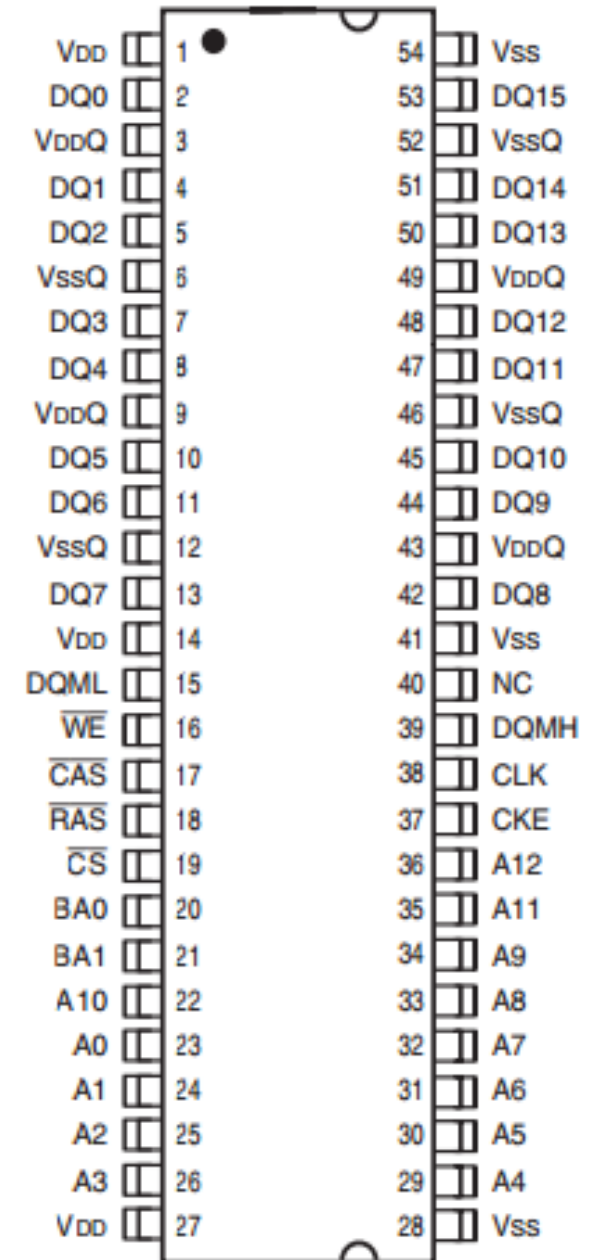 VDD 1 54 VSS
DQ0 2 53 DQ15
VDDQ 3 52 VSSQ
DQ1 4 51 DQ14
DQ2 5 50 DQ13
VSSQ 6 49 VDDQ
DQ3 7 48 DQ12
DQ4 8 47 DQ11
VDDQ 9 46 VSSQ
DQ5 10 45 DQ10
DQ6 11 44 DQ9
VSSQ 12 43 VDDQ
DQ7 13 42 DQ8
VDD 14 41 VSS
DQML 15 40 NC
W̅E̅ 16 39 DQMH
C̅A̅S̅ 17 38 CLK
R̅A̅S̅ 18 37 CKE
C̅S̅ 19 36 A12
BA0 20 35 A11
BA1 21 34 A9
A10 22 33 A8
A0 23 32 A7
A1 24 31 A6
A2 25 30 A5
A3 26 29 A4
VDD 27 28 VSS